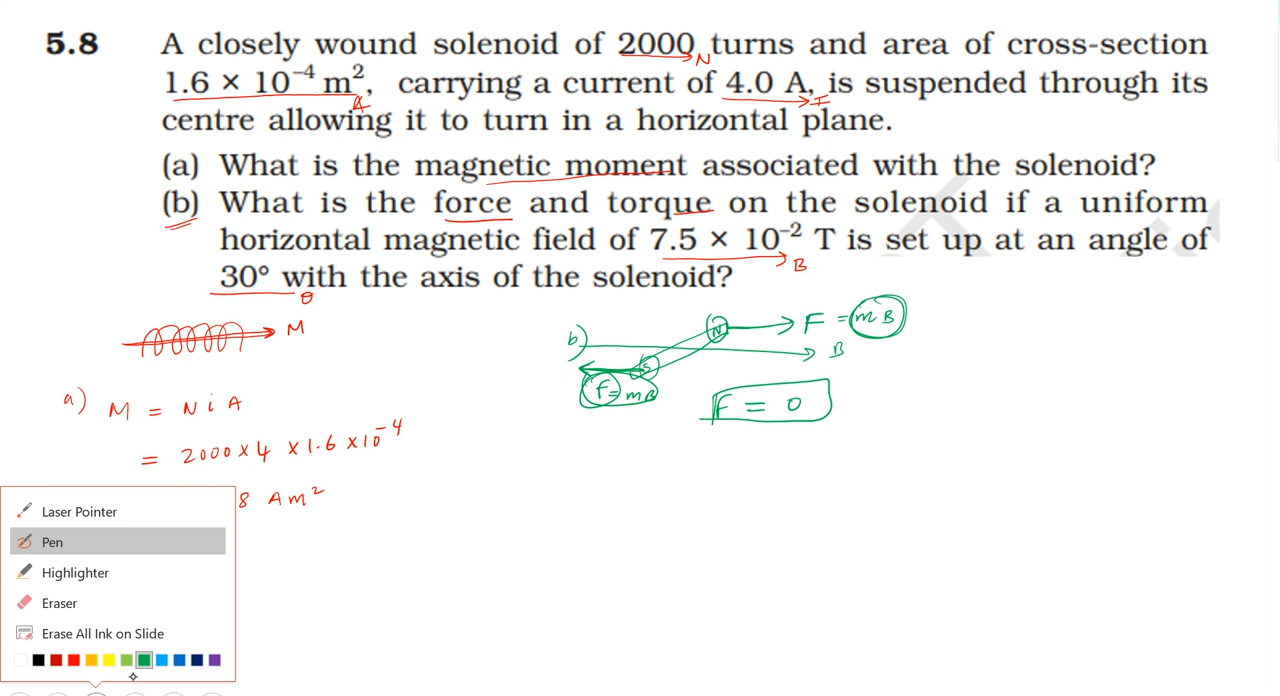 5.8 A closely wound solenoid of 2000 turns and area of cross-section
N
1.6 × 10⁻⁴ m², carrying a current of 4.0 A, is suspended through its
A I
centre allowing it to turn in a horizontal plane.
(a) What is the magnetic moment associated with the solenoid?
(b) What is the force and torque on the solenoid if a uniform
horizontal magnetic field of 7.5 × 10⁻² T is set up at an angle of
B
30° with the axis of the solenoid?
θ
M
b) N F = mB
B
S
f = mB
F = 0
a) M = N i A
= 2000 × 4 × 1.6 × 10⁻⁴
8 Am²
Laser Pointer
Pen
Highlighter
Eraser
Erase All Ink on Slide